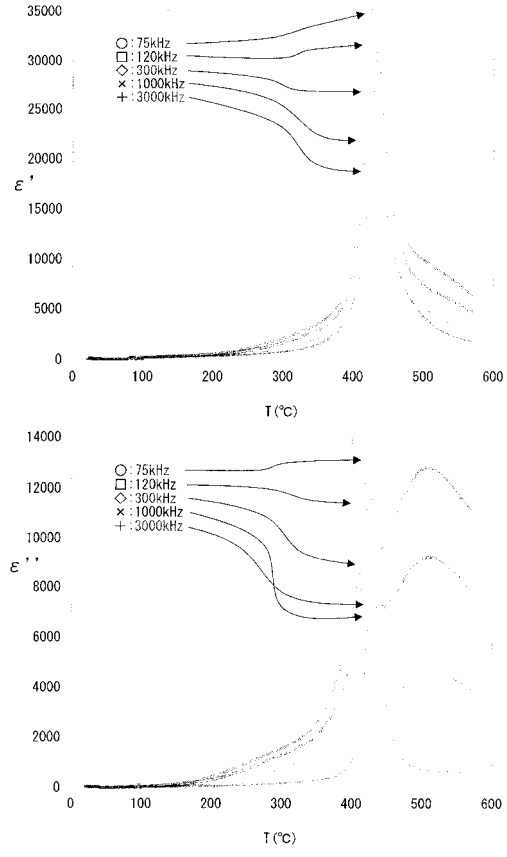 35000
30000
25000
20000
15000
10000
5000
0
ε'
○:75kHz
□:120kHz
◇:300kHz
×:1000kHz
+:3000kHz
0 100 200 300 400 500 600
T(℃)
14000
12000
10000
8000
6000
4000
2000
0
ε''
○:75kHz
□:120kHz
◇:300kHz
×:1000kHz
+:3000kHz
0 100 200 300 400 500 600
T(℃)